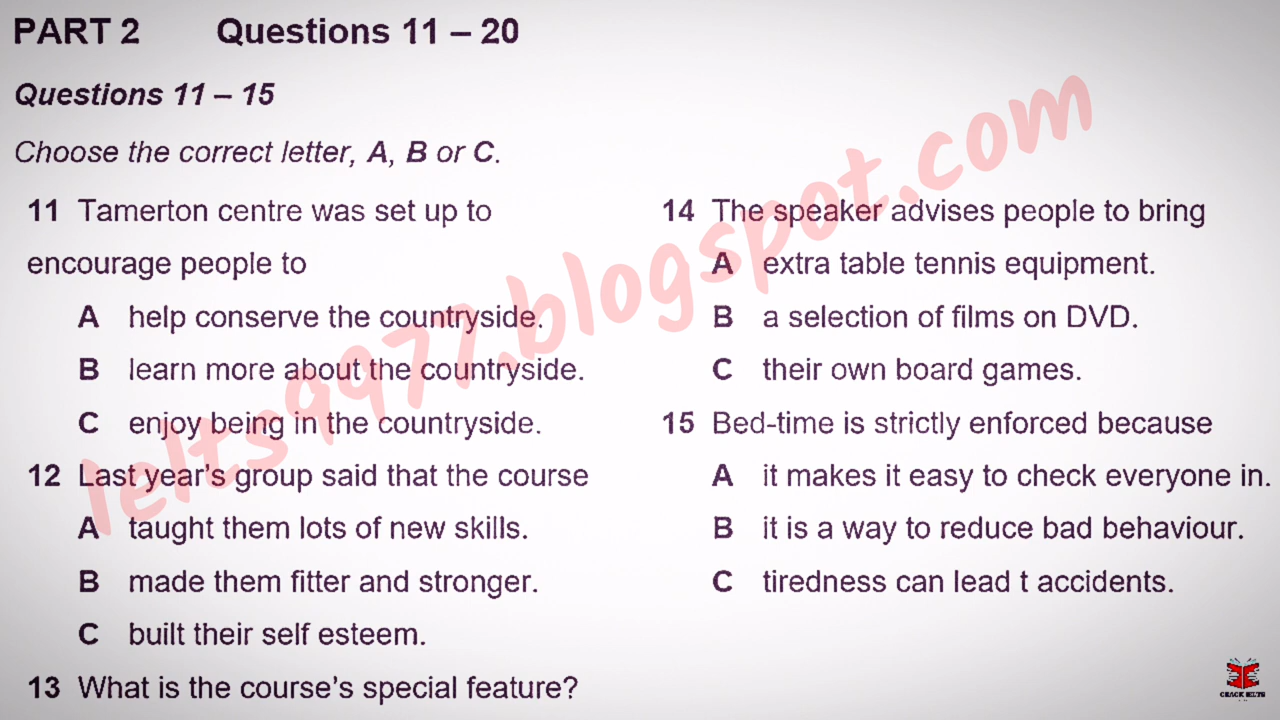 PART 2 Questions 11 – 20
Questions 11 – 15
Choose the correct letter, A, B or C.
11 Tamerton centre was set up to
encourage people to
A help conserve the countryside.
B learn more about the countryside.
C enjoy being in the countryside.
12 Last year's group said that the course
A taught them lots of new skills.
B made them fitter and stronger.
C built their self esteem.
13 What is the course's special feature?
14 The speaker advises people to bring
A extra table tennis equipment.
B a selection of films on DVD.
C their own board games.
15 Bed-time is strictly enforced because
A it makes it easy to check everyone in.
B it is a way to reduce bad behaviour.
C tiredness can lead t accidents.
Ielts9977.blogspot.com
CRACK IELTS